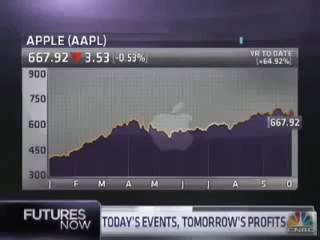 APPLE (AAPL)
667.92 ▼ 3.53 (-0.53%)
YR TO DATE
(+64.92%)
900
750
600
450
300
667.92
J F M A M J J A S O
FUTURES
NOW
TODAY'S EVENTS, TOMORROW'S PROFITS
CNBC